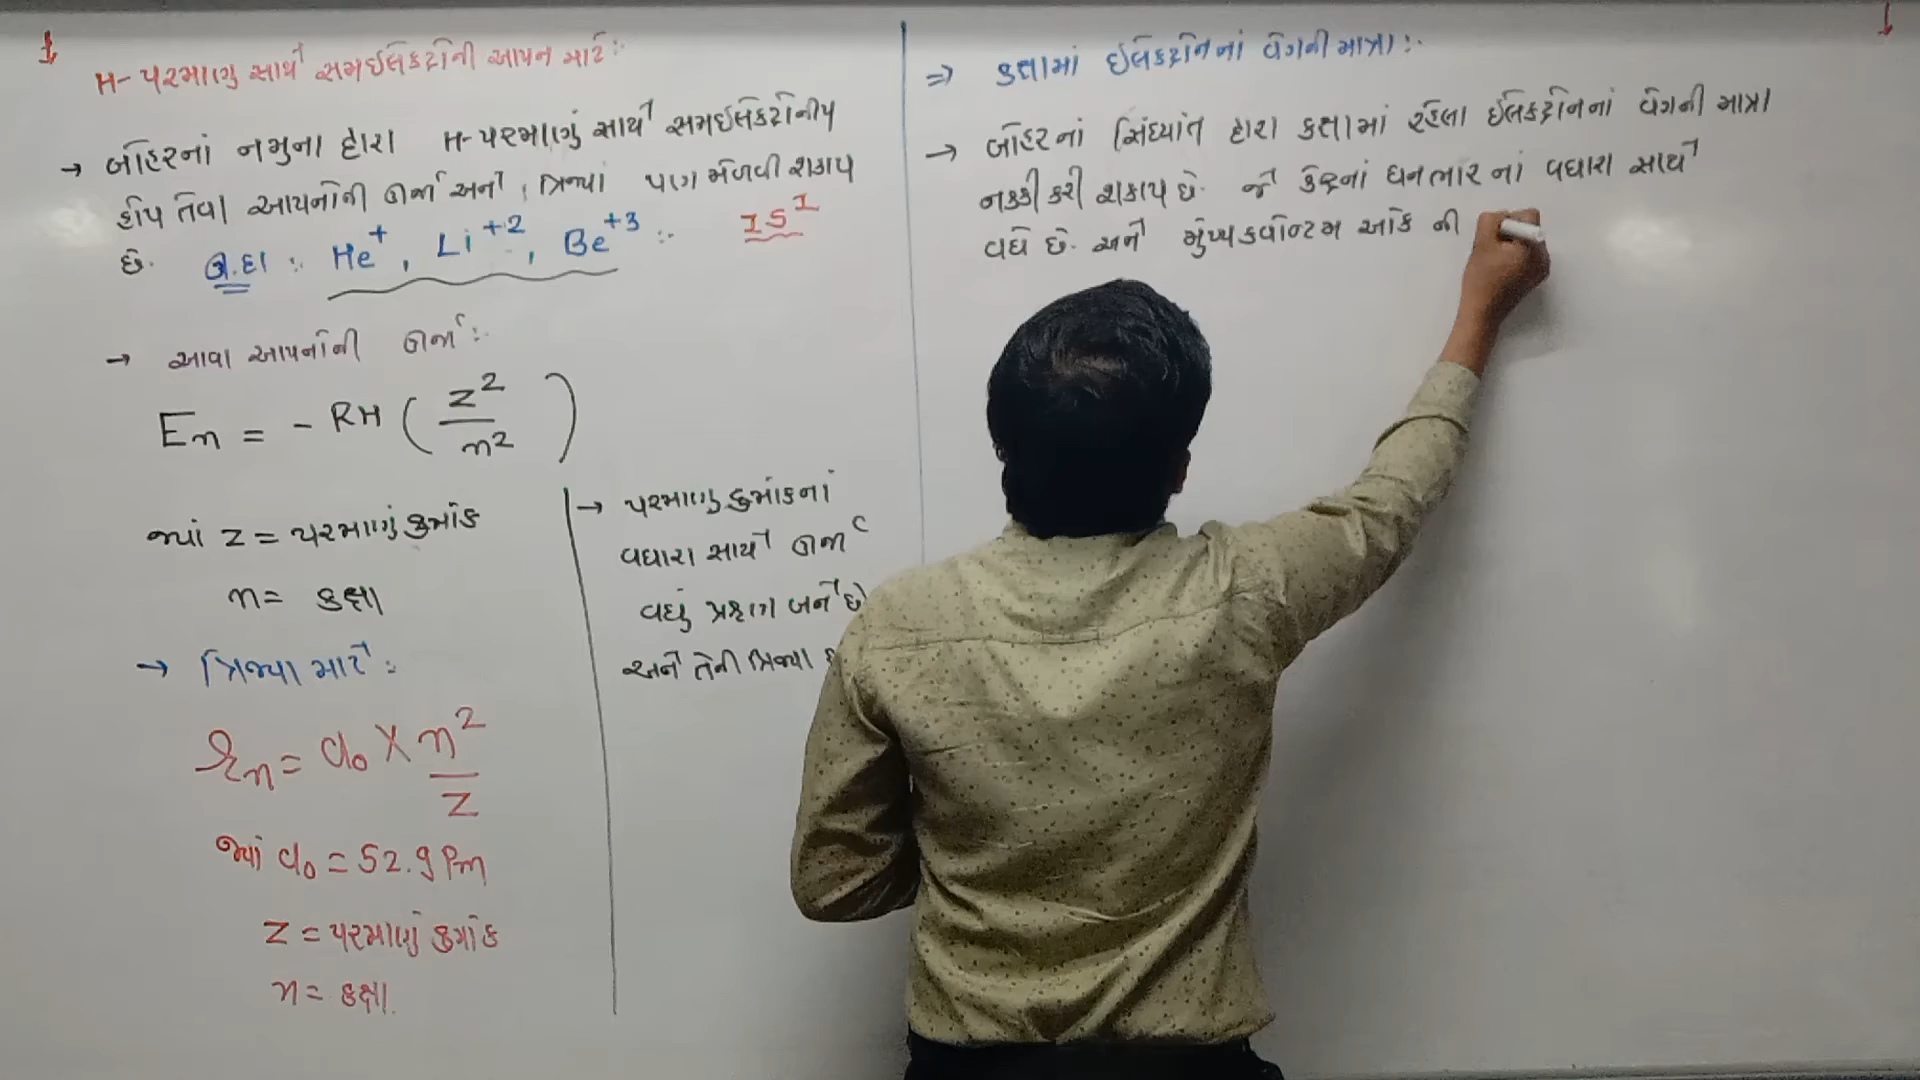 H- પરમાણુ સાથે સમઇલેક્ટ્રોની આયન માટે :-
→ બોહરનાં નમુના દ્વારા H-પરમાણું સાથે સમઇલેક્ટ્રોનીય
હોય તેવા આયનોની ઊર્જા અને ત્રિજ્યાં પણ મેળવી શકાય
છે. ઊ.દા :. He⁺ , Li⁺² , Be⁺³ :- 1S¹
→ આવા આયનોની ઊર્જા :-
En = - RH ( z² / n² )
જ્યાં z = પરમાણું ક્રમાંક
n = કક્ષા
→ ત્રિજ્યા માટે :
rn = a₀ × n² / z
જ્યાં a₀ = 52.9 Pm
z = પરમાણું ક્રમાંક
n = કક્ષા
→ પરમાણુ ક્રમાંકનાં
વધારા સાથે ઊર્જા
વધું ઋણ બને છે
અને તેની ત્રિજ્યા
⇒ કક્ષામાં ઇલેક્ટ્રોનનાં વેગની માત્રા :-
→ બોહરનાં સિધ્ધાંત દ્વારા કક્ષામાં રહેલા ઇલેક્ટ્રોનનાં વેગની માત્રા
નક્કી કરી શકાય છે. જે કેન્દ્રનાં ધનભારનાં વધારા સાથે
વધે છે. અને મુખ્ય ક્વોન્ટમ આંક ની